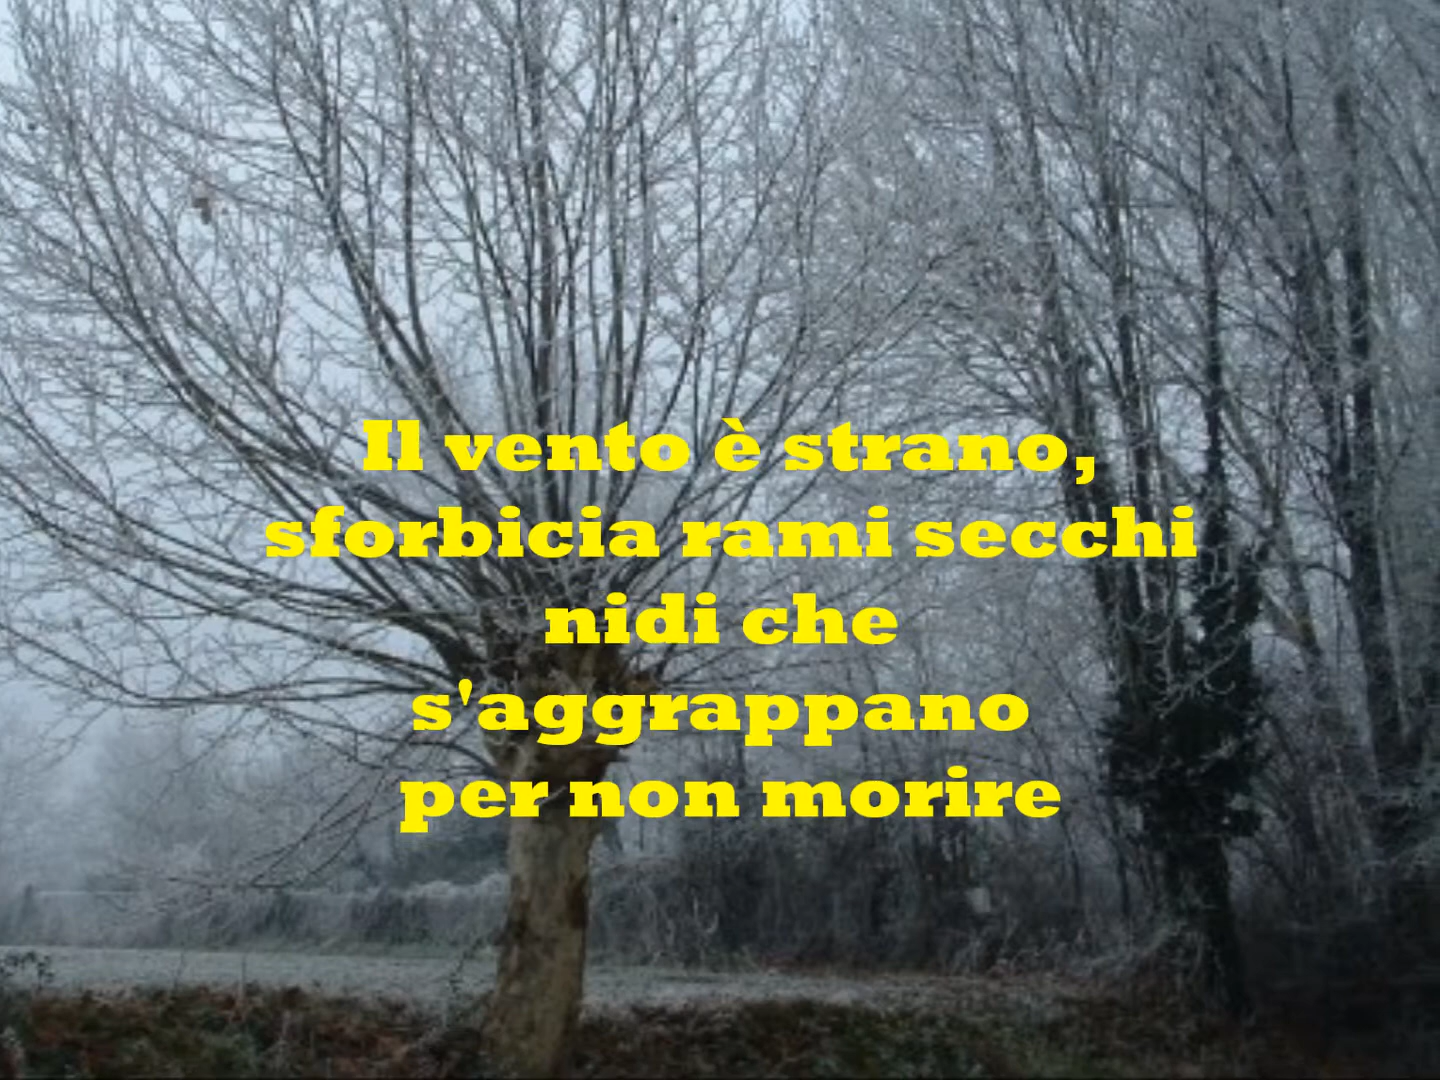 Il vento è strano,
sforbicia rami secchi
nidi che
s'aggrappano
per non morire